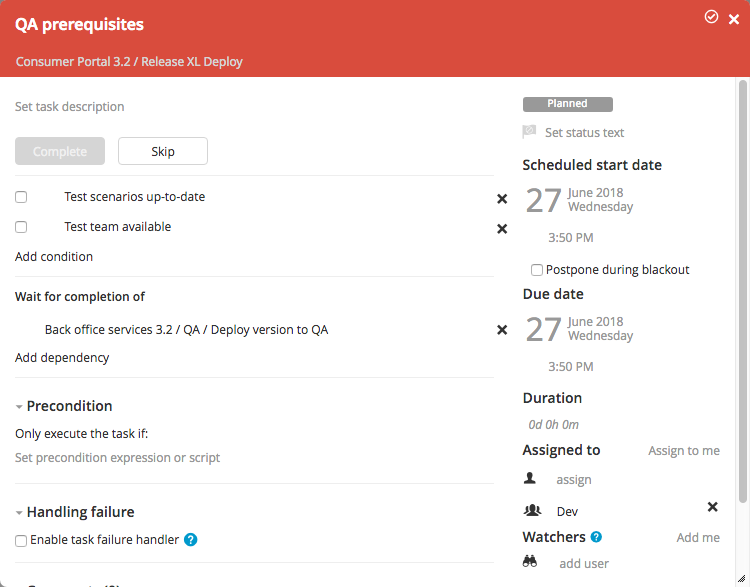 QA prerequisites
Consumer Portal 3.2 / Release XL Deploy
Set task description
Complete
Skip
Test scenarios up-to-date
Test team available
Add condition
Wait for completion of
Back office services 3.2 / QA / Deploy version to QA
Add dependency
Precondition
Only execute the task if:
Set precondition expression or script
Handling failure
Enable task failure handler ?
Planned
Set status text
Scheduled start date
27 June 2018
Wednesday
3:50 PM
Postpone during blackout
Due date
27 June 2018
Wednesday
3:50 PM
Duration
0d 0h 0m
Assigned to Assign to me
assign
Dev
Watchers ? Add me
add user